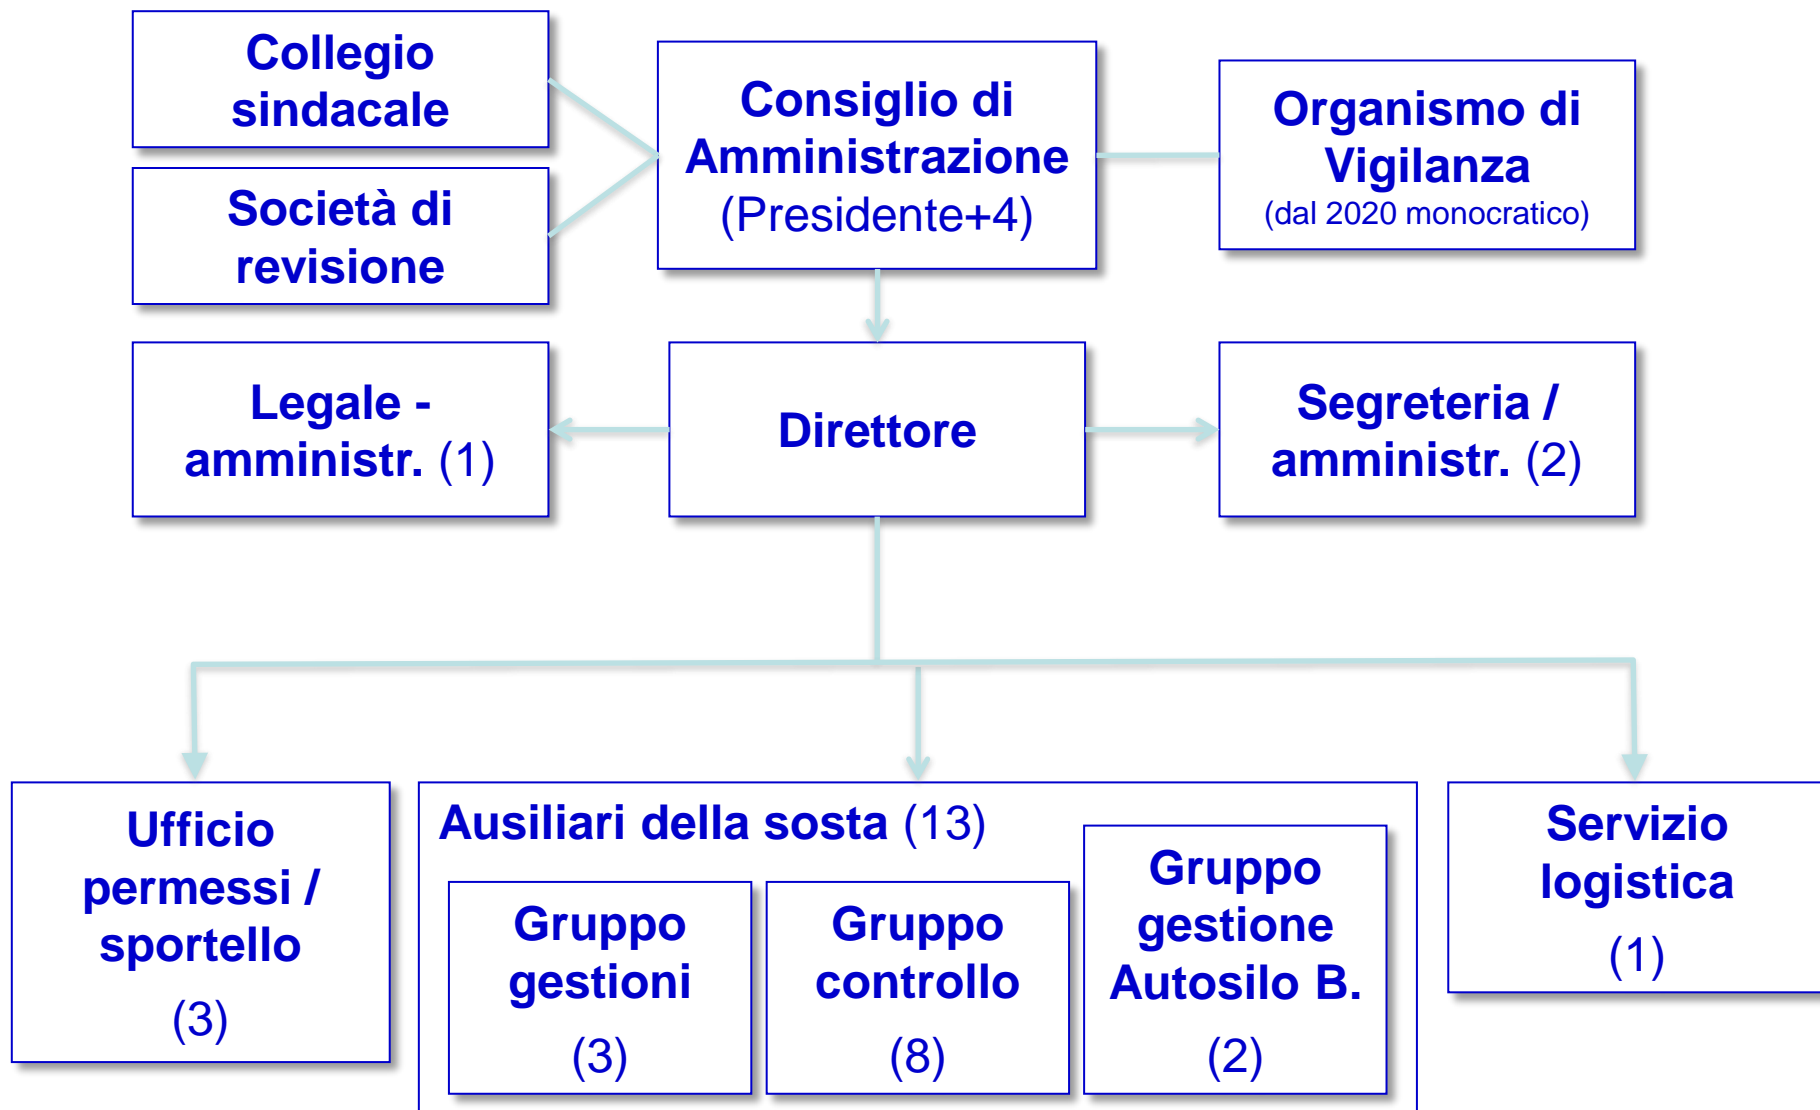 Collegio
sindacale
Società di
revisione
Consiglio di
Amministrazione
(Presidente+4)
Organismo di
Vigilanza
(dal 2020 monocratico)
Legale -
amministr. (1)
Direttore
Segreteria /
amministr. (2)
Ufficio
permessi /
sportello
(3)
Ausiliari della sosta (13)
Gruppo
gestioni
(3)
Gruppo
controllo
(8)
Gruppo
gestione
Autosilo B.
(2)
Servizio
logistica
(1)